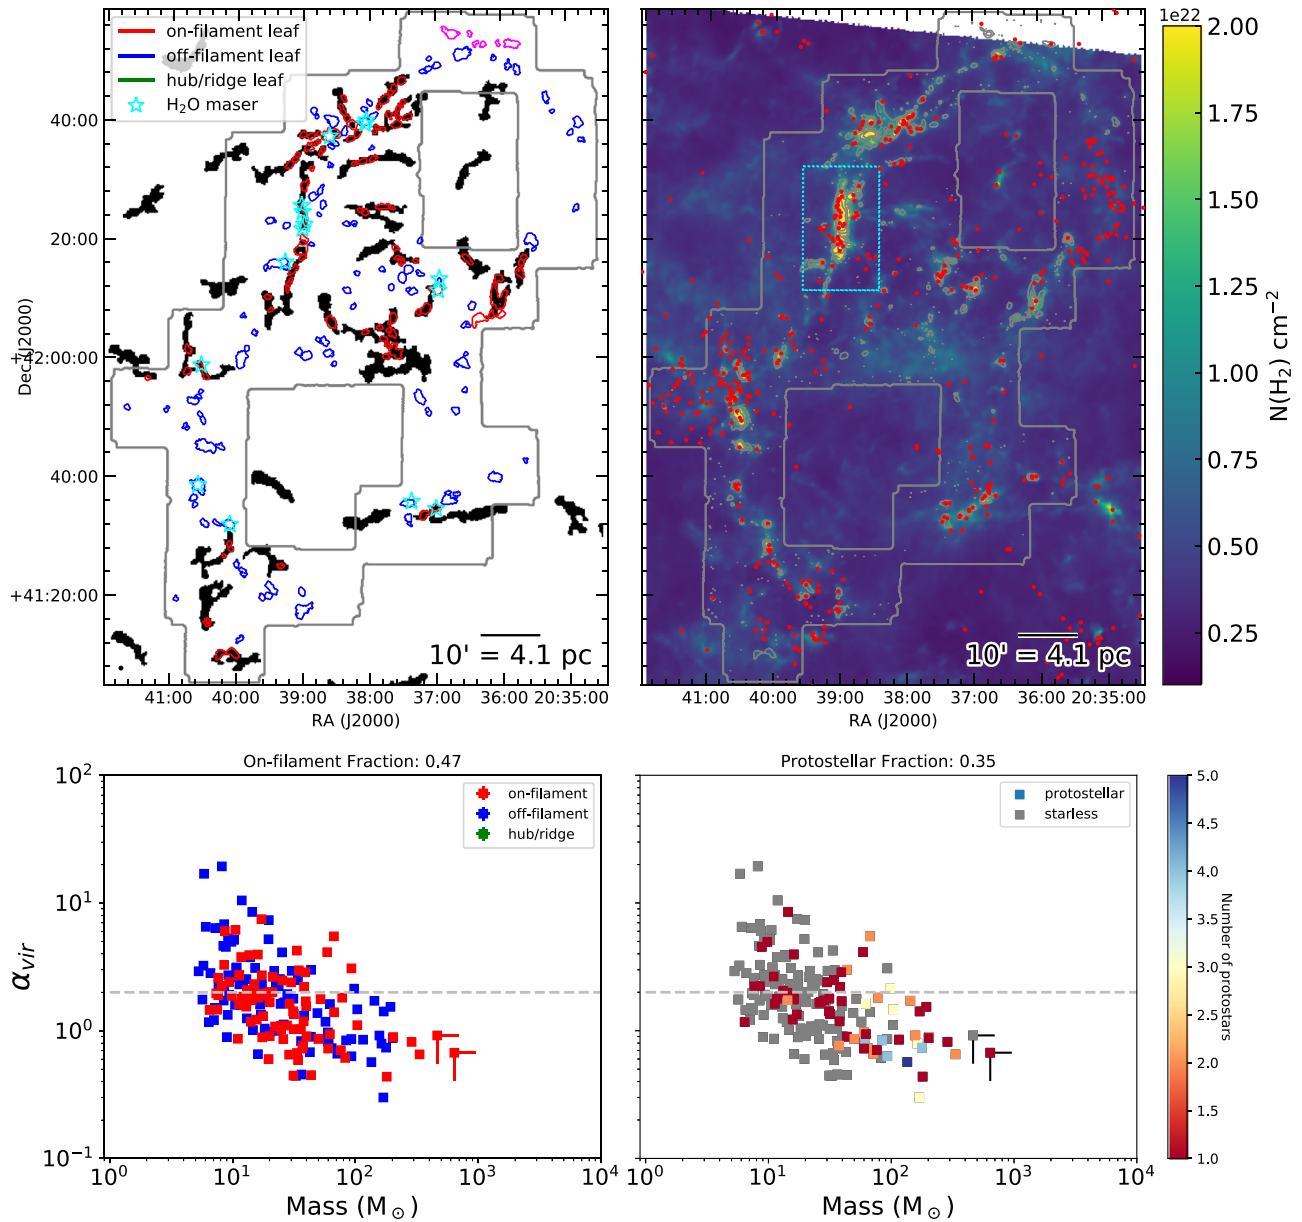 on-filament leaf
off-filament leaf
hub/ridge leaf
H₂O maser
40:00
20:00
+42:00:00
40:00
+41:20:00
Dec (J2000)
10' = 4.1 pc
41:00 40:00 39:00 38:00 37:00 36:00 20:35:00
RA (J2000)
10' = 4.1 pc
41:00 40:00 39:00 38:00 37:00 36:00 20:35:00
RA (J2000)
1e22
2.00
1.75
1.50
1.25
1.00
0.75
0.50
0.25
N(H₂) cm⁻²
On-filament Fraction: 0.47
on-filament
off-filament
hub/ridge
10²
10¹
10⁰
10⁻¹
α_vir
10⁰ 10¹ 10² 10³ 10⁴
Mass (M☉)
Protostellar Fraction: 0.35
protostellar
starless
10⁰ 10¹ 10² 10³ 10⁴
Mass (M☉)
5.0
4.5
4.0
3.5
3.0
2.5
2.0
1.5
1.0
Number of protostars